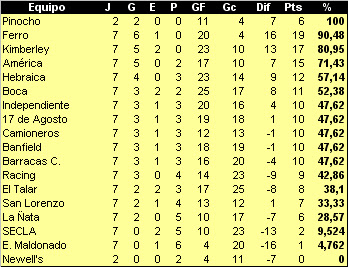 Equipo J G E P GF Gc Dif Pts %
Pinocho 2 2 0 0 11 4 7 6 100
Ferro 7 6 1 0 20 4 16 19 90,48
Kimberley 7 5 2 0 23 10 13 17 80,95
América 7 5 0 2 17 10 7 15 71,43
Hebraica 7 4 0 3 23 14 9 12 57,14
Boca 7 3 2 2 25 17 8 11 52,38
Independiente 7 3 1 3 20 16 4 10 47,62
17 de Agosto 7 3 1 3 19 18 1 10 47,62
Camioneros 7 3 1 3 12 13 -1 10 47,62
Banfield 7 3 1 3 18 19 -1 10 47,62
Barracas C. 7 3 1 3 16 20 -4 10 47,62
Racing 7 3 0 4 14 23 -9 9 42,86
El Talar 7 2 2 3 17 25 -8 8 38,1
San Lorenzo 7 2 1 4 13 12 1 7 33,33
La Ñata 7 2 0 5 10 17 -7 6 28,57
SECLA 7 0 2 5 10 23 -13 2 9,524
E. Maldonado 7 0 1 6 4 20 -16 1 4,762
Newell's 2 0 0 2 4 11 -7 0 0